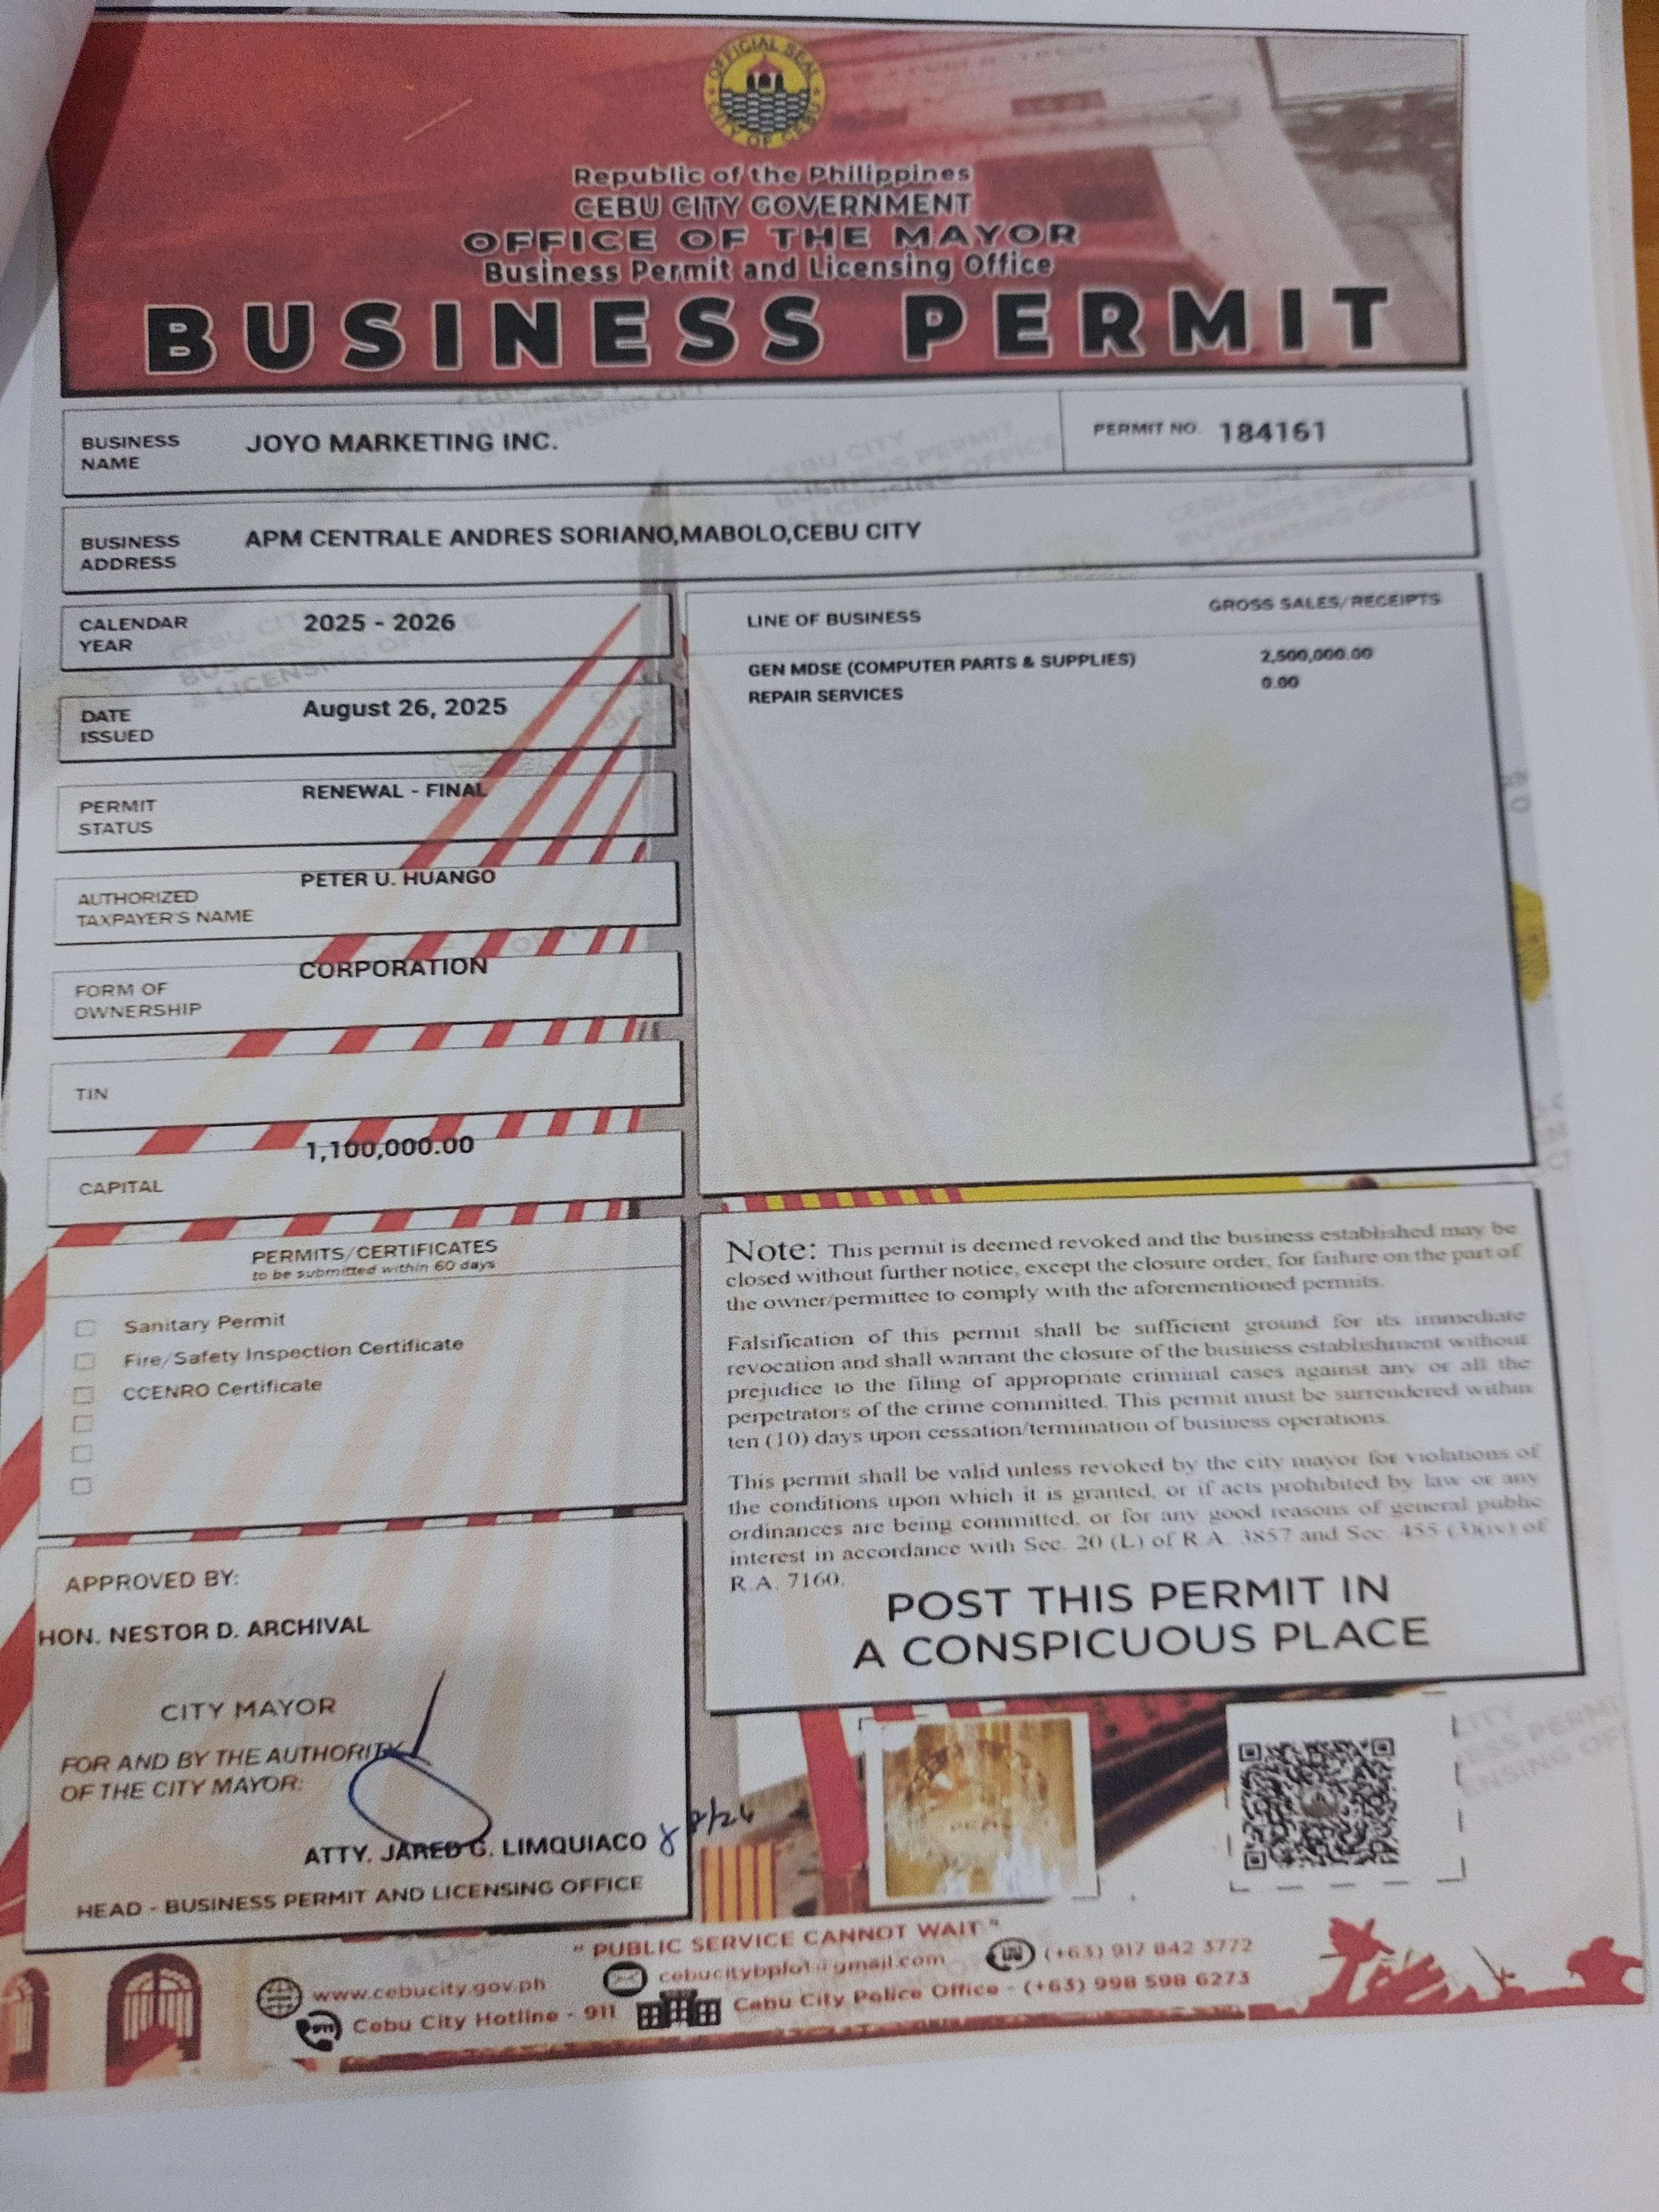 OFFICIAL SEAL
CITY OF CEBU
Republic of the Philippines
CEBU CITY GOVERNMENT
OFFICE OF THE MAYOR
Business Permit and Licensing Office
BUSINESS PERMIT
BUSINESS NAME JOYO MARKETING INC.
PERMIT NO. 184161
BUSINESS ADDRESS APM CENTRALE ANDRES SORIANO,MABOLO,CEBU CITY
CALENDAR YEAR 2025 - 2026
DATE ISSUED August 26, 2025
PERMIT STATUS RENEWAL - FINAL
AUTHORIZED TAXPAYER'S NAME PETER U. HUANGO
FORM OF OWNERSHIP CORPORATION
TIN
CAPITAL 1,100,000.00
LINE OF BUSINESS GROSS SALES/RECEIPTS
GEN MDSE (COMPUTER PARTS & SUPPLIES) 2,500,000.00
REPAIR SERVICES 0.00
PERMITS/CERTIFICATES
to be submitted within 60 days
Sanitary Permit
Fire/Safety Inspection Certificate
CCENRO Certificate
Note: This permit is deemed revoked and the business established may be
closed without further notice, except the closure order, for failure on the part of
the owner/permittee to comply with the aforementioned permits.
Falsification of this permit shall be sufficient ground for its immediate
revocation and shall warrant the closure of the business establishment without
prejudice to the filing of appropriate criminal cases against any or all the
perpetrators of the crime committed. This permit must be surrendered within
ten (10) days upon cessation/termination of business operations.
This permit shall be valid unless revoked by the city mayor for violations of
the conditions upon which it is granted, or if acts prohibited by law or any
ordinances are being committed, or for any good reasons of general public
interest in accordance with Sec. 20 (L) of R.A. 3857 and Sec. 455 (3)(iv) of
R.A. 7160.
POST THIS PERMIT IN
A CONSPICUOUS PLACE
APPROVED BY:
HON. NESTOR D. ARCHIVAL
CITY MAYOR
FOR AND BY THE AUTHORITY
OF THE CITY MAYOR:
ATTY. JARED G. LIMQUIACO
8/26
HEAD - BUSINESS PERMIT AND LICENSING OFFICE
" PUBLIC SERVICE CANNOT WAIT "
www.cebucity.gov.ph
cebucitybplo1@gmail.com
(+63) 917 842 3772
911 Cebu City Hotline - 911
Cebu City Police Office - (+63) 998 598 6273